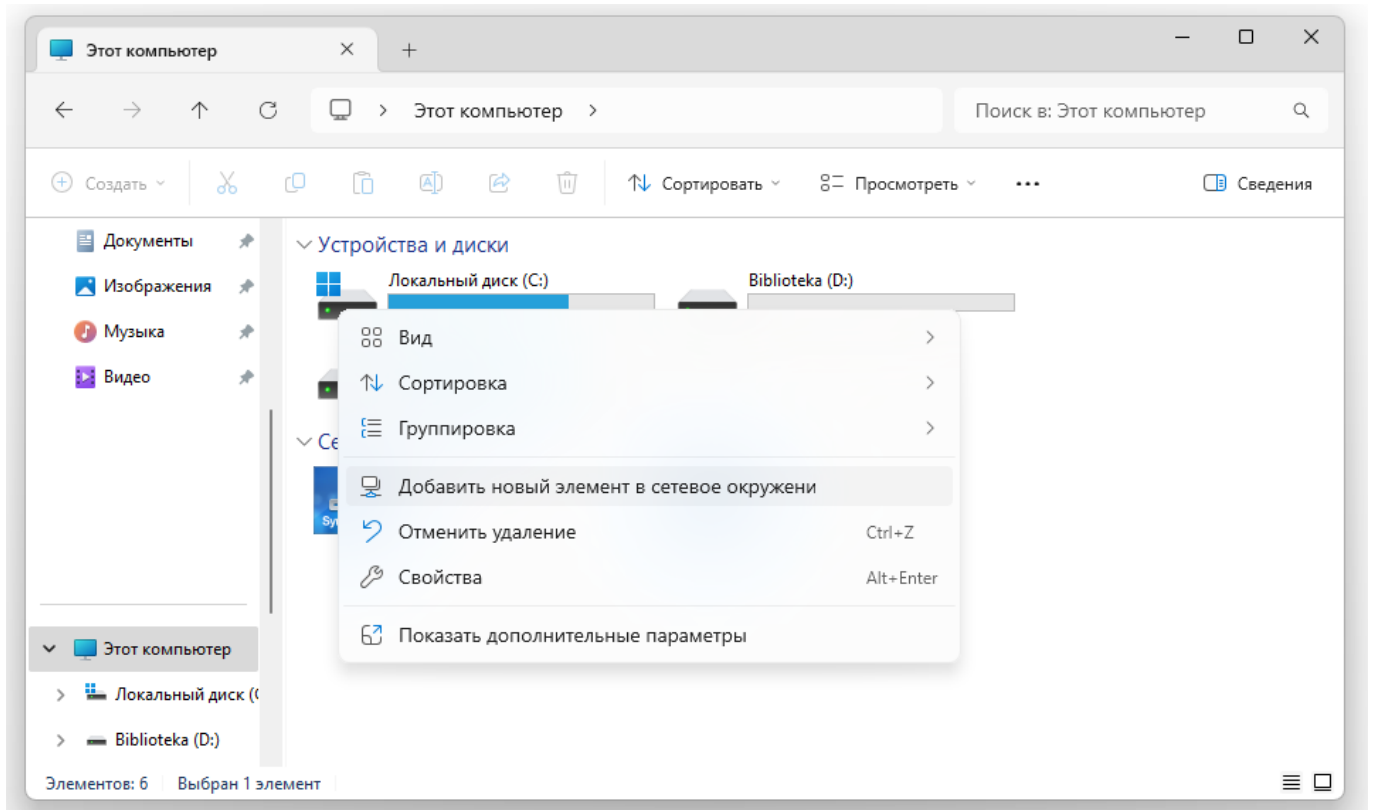 Этот компьютер
Этот компьютер
Поиск в: Этот компьютер
Создать
Сортировать
Просмотреть
Сведения
Документы
Изображения
Музыка
Видео
Этот компьютер
Локальный диск (
Biblioteka (D:)
Устройства и диски
Локальный диск (C:)
Biblioteka (D:)
Вид
Сортировка
Группировка
Добавить новый элемент в сетевое окружени
Отменить удаление Ctrl+Z
Свойства Alt+Enter
Показать дополнительные параметры
Элементов: 6 Выбран 1 элемент